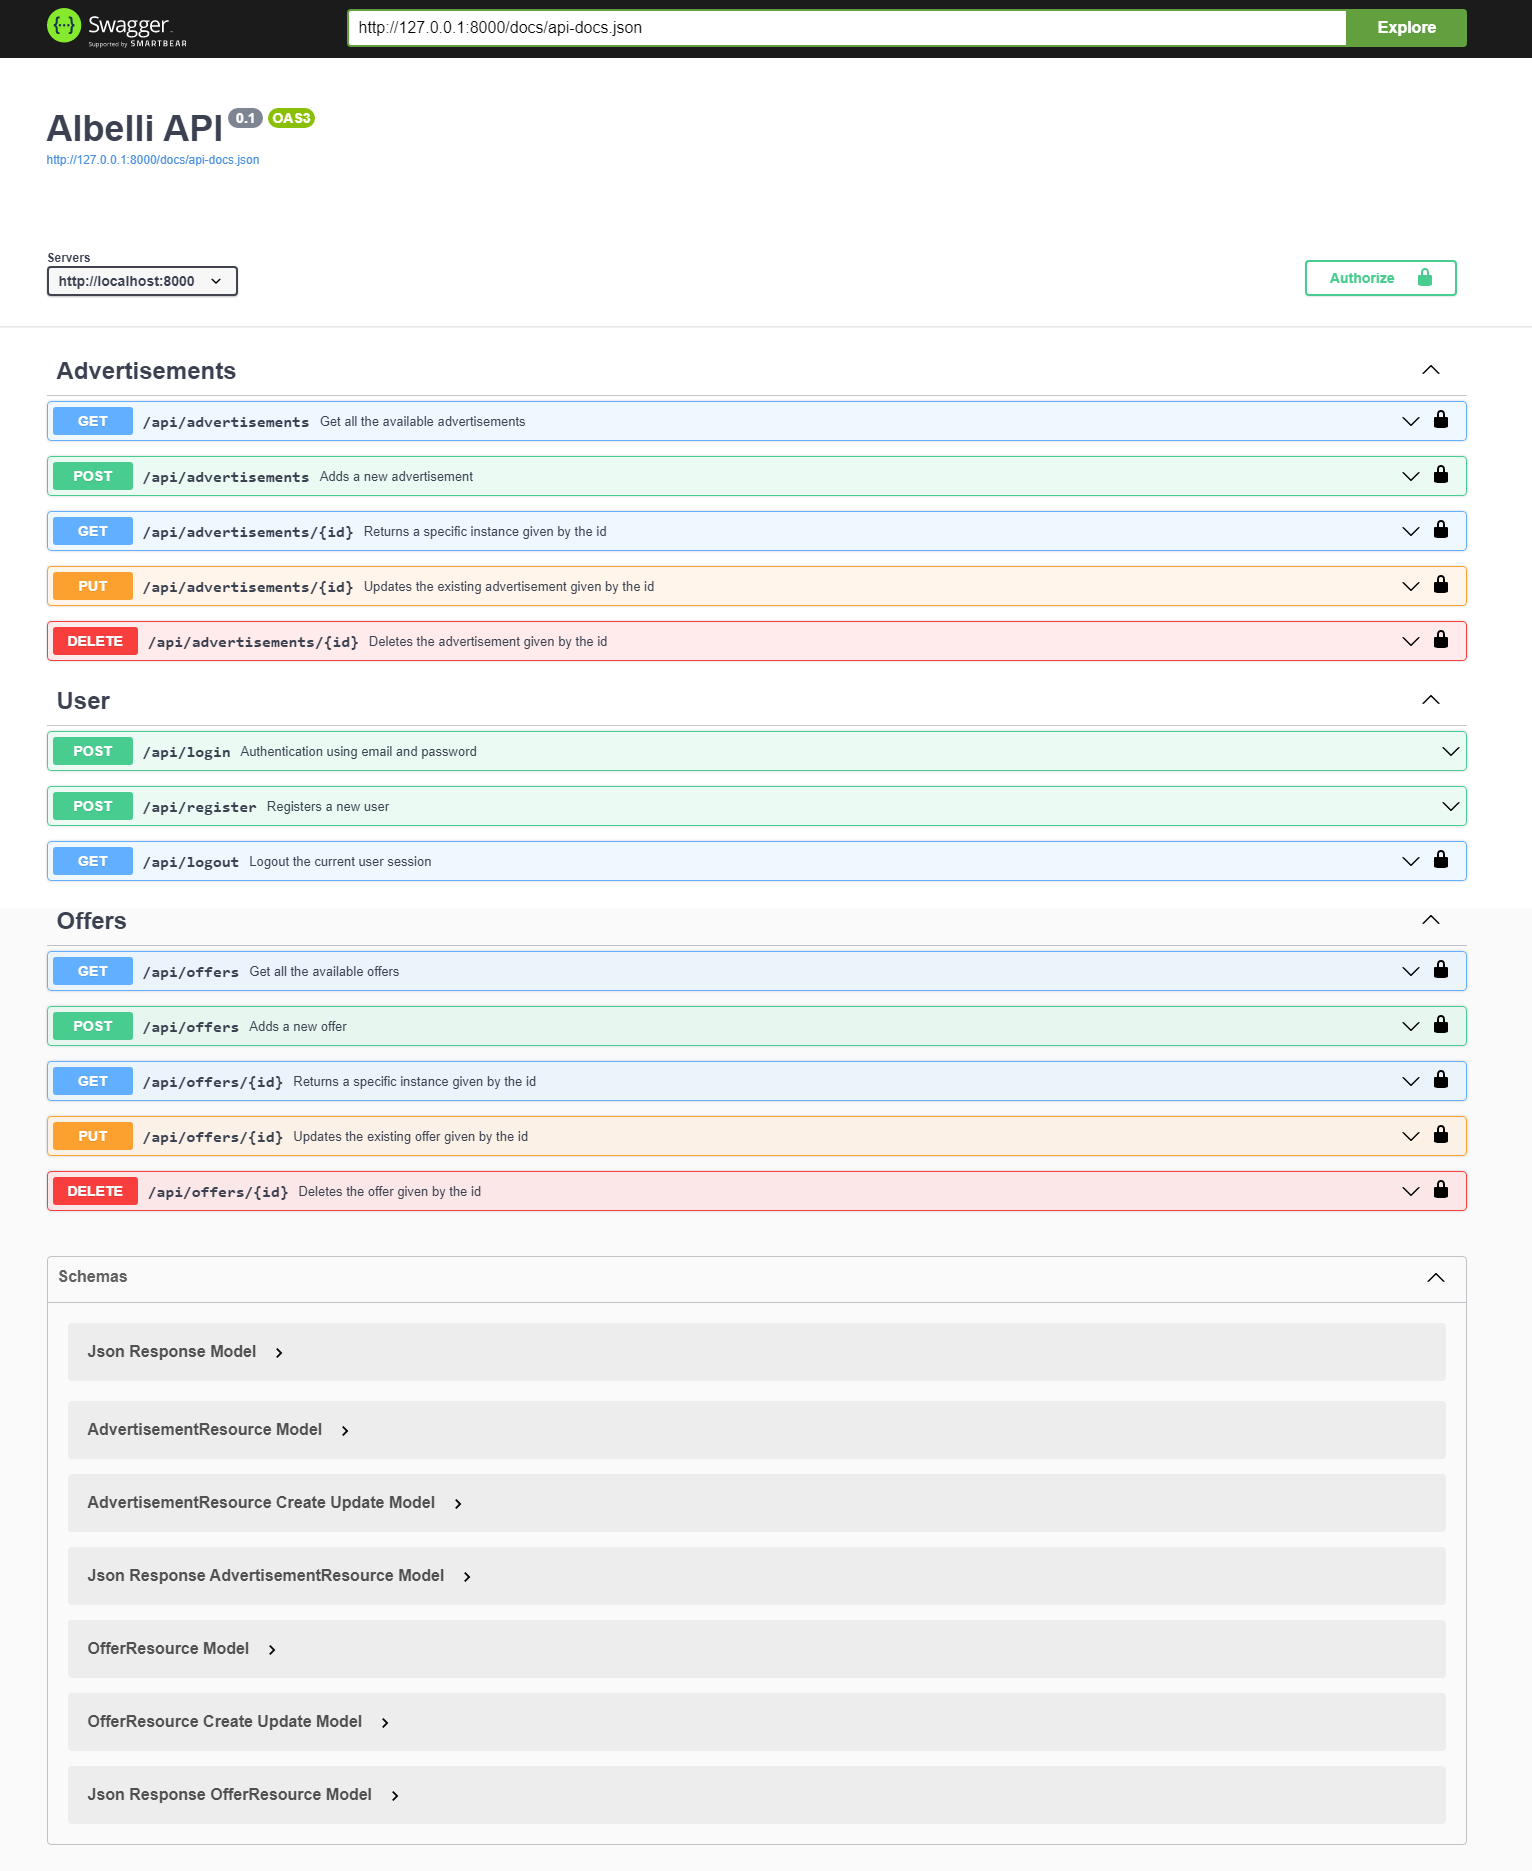 Swagger
Supported by SMARTBEAR
http://127.0.0.1:8000/docs/api-docs.json
Explore
Albelli API 0.1 OAS3
http://127.0.0.1:8000/docs/api-docs.json
Servers
http://localhost:8000
Authorize
Advertisements
GET /api/advertisements Get all the available advertisements
POST /api/advertisements Adds a new advertisement
GET /api/advertisements/{id} Returns a specific instance given by the id
PUT /api/advertisements/{id} Updates the existing advertisement given by the id
DELETE /api/advertisements/{id} Deletes the advertisement given by the id
User
POST /api/login Authentication using email and password
POST /api/register Registers a new user
GET /api/logout Logout the current user session
Offers
GET /api/offers Get all the available offers
POST /api/offers Adds a new offer
GET /api/offers/{id} Returns a specific instance given by the id
PUT /api/offers/{id} Updates the existing offer given by the id
DELETE /api/offers/{id} Deletes the offer given by the id
Schemas
Json Response Model
AdvertisementResource Model
AdvertisementResource Create Update Model
Json Response AdvertisementResource Model
OfferResource Model
OfferResource Create Update Model
Json Response OfferResource Model